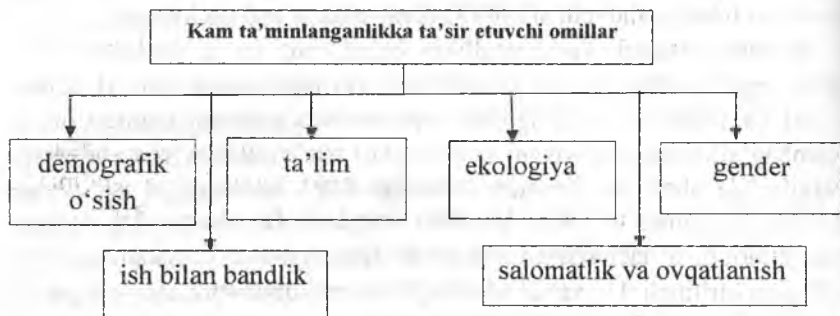 Kam ta’minlanganlikka ta’sir etuvchi omillar
demografik
o‘sish
ta’lim
ekologiya
gender
ish bilan bandlik
salomatlik va ovqatlanish